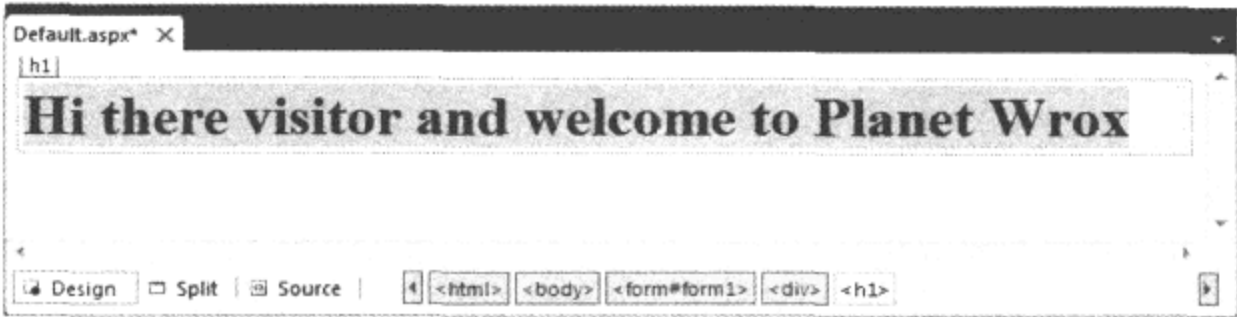 Default.aspx*
h1
Hi there visitor and welcome to Planet Wrox
Design Split Source <html> <body> <form#form1> <div> <h1>